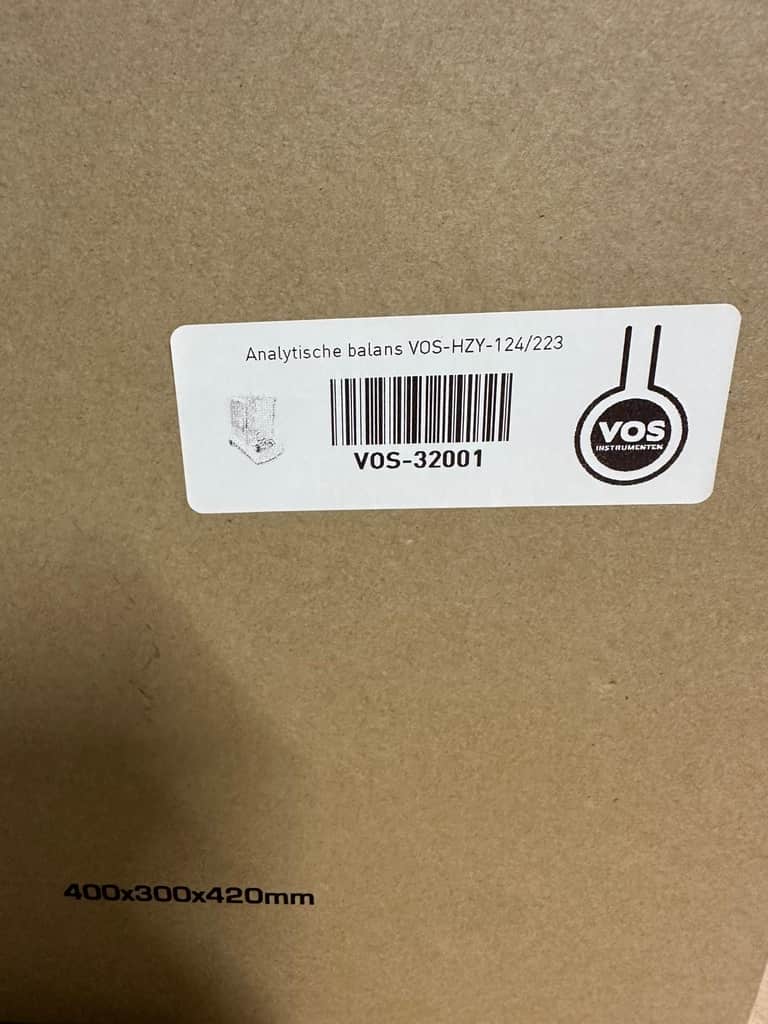 Analytische balans VOS-HZY-124/223
VOS-32001
VOS
INSTRUMENTEN
400x300x420mm